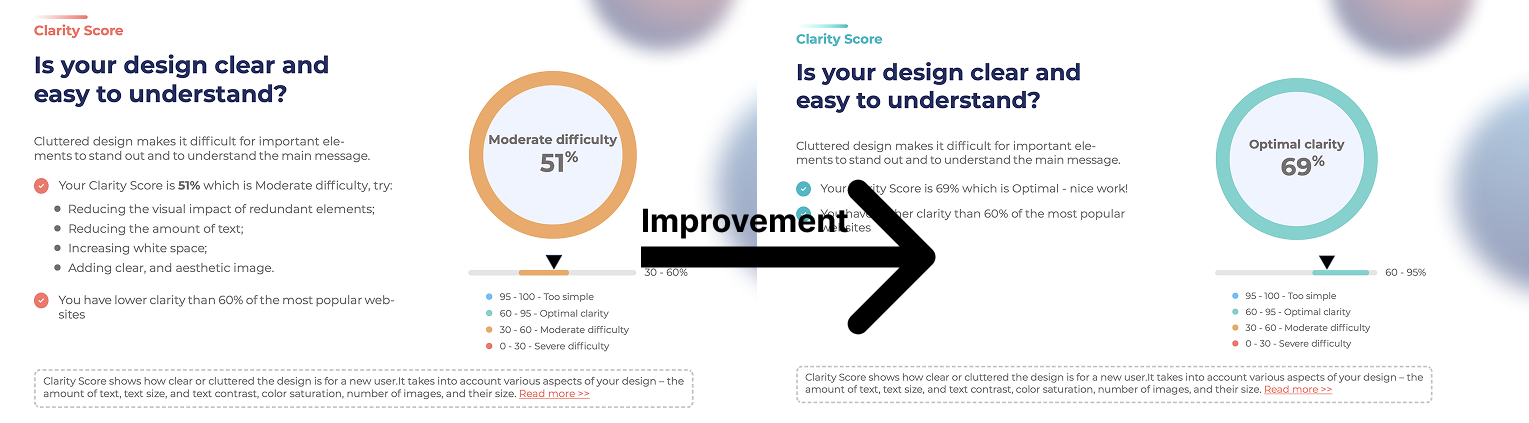 Clarity Score
Is your design clear and
easy to understand?
Cluttered design makes it difficult for important ele-
ments to stand out and to understand the main message.
Your Clarity Score is 51% which is Moderate difficulty, try:
Reducing the visual impact of redundant elements;
Reducing the amount of text;
Increasing white space;
Adding clear, and aesthetic image.
You have lower clarity than 60% of the most popular web-
sites
Moderate difficulty
51%
30 - 60%
95 - 100 - Too simple
60 - 95 - Optimal clarity
30 - 60 - Moderate difficulty
0 - 30 - Severe difficulty
Clarity Score shows how clear or cluttered the design is for a new user.It takes into account various aspects of your design – the
amount of text, text size, and text contrast, color saturation, number of images, and their size. Read more >>
Improvement
Clarity Score
Is your design clear and
easy to understand?
Cluttered design makes it difficult for important ele-
ments to stand out and to understand the main message.
Your Clarity Score is 69% which is Optimal - nice work!
You have clarity than 60% of the most popular
websites
Optimal clarity
69%
60 - 95%
95 - 100 - Too simple
60 - 95 - Optimal clarity
30 - 60 - Moderate difficulty
0 - 30 - Severe difficulty
Clarity Score shows how clear or cluttered the design is for a new user.It takes into account various aspects of your design – the
amount of text, text size, and text contrast, color saturation, number of images, and their size. Read more >>